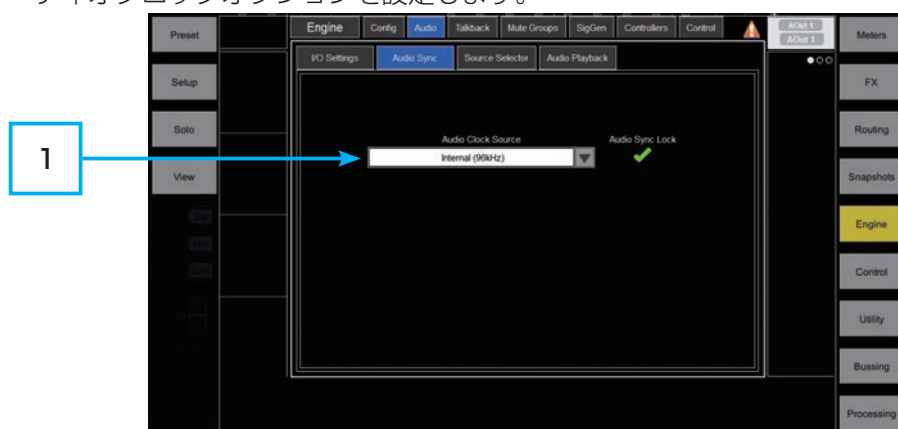 ディオクロックオプションを設定します。
Preset
Setup
Solo
View
1
Engine Config Audio Talkback Mute Groups SigGen Controllers Control
I/O Settings Audio Sync Source Selector Audio Playback
Audio Clock Source Audio Sync Lock
Internal (96kHz)
AOut 1
AOut 1
Meters
FX
Routing
Snapshots
Engine
Control
Utility
Bussing
Processing